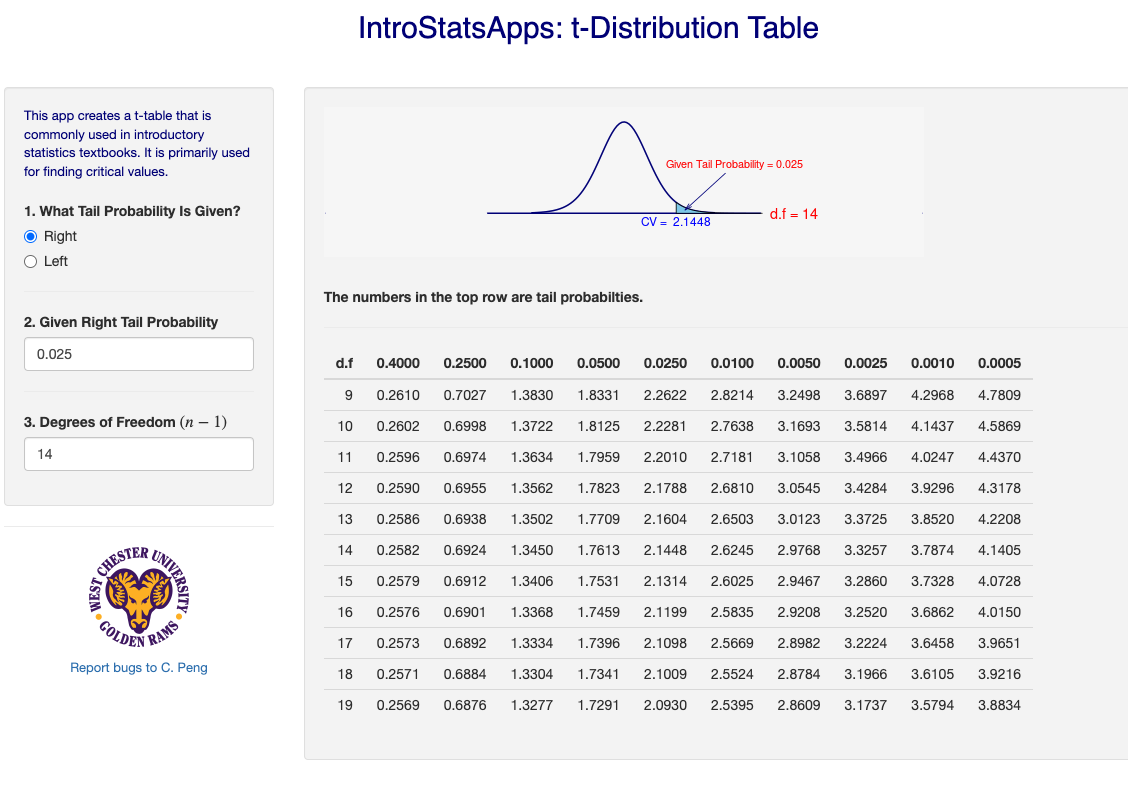 IntroStatsApps: t-Distribution Table
This app creates a t-table that is
commonly used in introductory
statistics textbooks. It is primarily used
for finding critical values.
1. What Tail Probability Is Given?
Right
Left
2. Given Right Tail Probability
0.025
3. Degrees of Freedom (n − 1)
14
WEST CHESTER UNIVERSITY
GOLDEN RAMS
Report bugs to C. Peng
Given Tail Probability = 0.025
d.f = 14
CV = 2.1448
The numbers in the top row are tail probabilties.
d.f 0.4000 0.2500 0.1000 0.0500 0.0250 0.0100 0.0050 0.0025 0.0010 0.0005
9 0.2610 0.7027 1.3830 1.8331 2.2622 2.8214 3.2498 3.6897 4.2968 4.7809
10 0.2602 0.6998 1.3722 1.8125 2.2281 2.7638 3.1693 3.5814 4.1437 4.5869
11 0.2596 0.6974 1.3634 1.7959 2.2010 2.7181 3.1058 3.4966 4.0247 4.4370
12 0.2590 0.6955 1.3562 1.7823 2.1788 2.6810 3.0545 3.4284 3.9296 4.3178
13 0.2586 0.6938 1.3502 1.7709 2.1604 2.6503 3.0123 3.3725 3.8520 4.2208
14 0.2582 0.6924 1.3450 1.7613 2.1448 2.6245 2.9768 3.3257 3.7874 4.1405
15 0.2579 0.6912 1.3406 1.7531 2.1314 2.6025 2.9467 3.2860 3.7328 4.0728
16 0.2576 0.6901 1.3368 1.7459 2.1199 2.5835 2.9208 3.2520 3.6862 4.0150
17 0.2573 0.6892 1.3334 1.7396 2.1098 2.5669 2.8982 3.2224 3.6458 3.9651
18 0.2571 0.6884 1.3304 1.7341 2.1009 2.5524 2.8784 3.1966 3.6105 3.9216
19 0.2569 0.6876 1.3277 1.7291 2.0930 2.5395 2.8609 3.1737 3.5794 3.8834